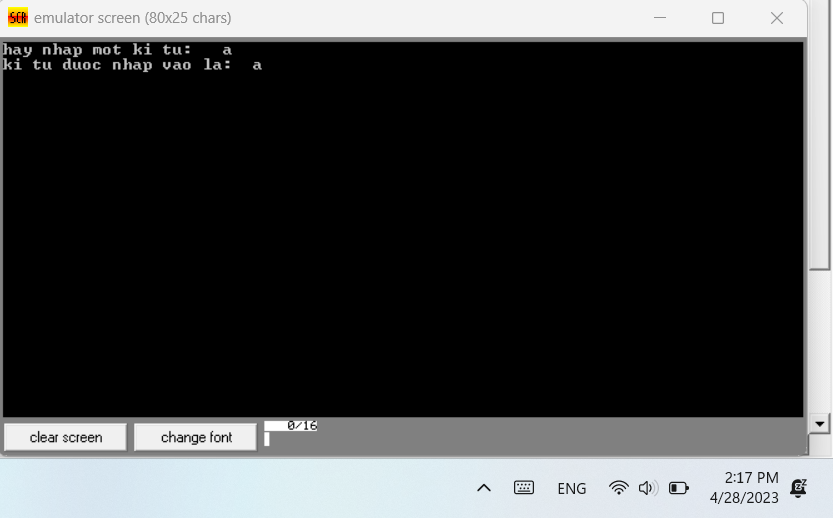 SCR emulator screen (80x25 chars)
hay nhap mot ki tu:   a
ki tu duoc nhap vao la:  a
0/16
clear screen change font
2:17 PM
ENG
4/28/2023